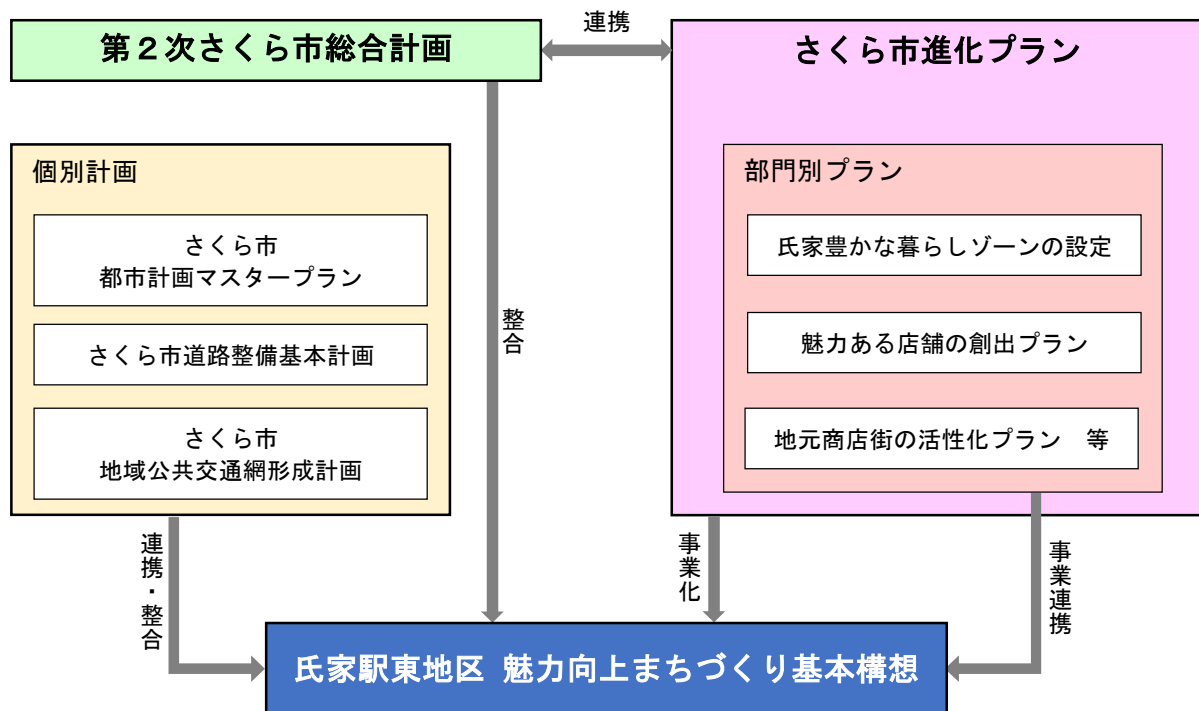 第２次さくら市総合計画
連携
さくら市進化プラン
個別計画
さくら市
都市計画マスタープラン
さくら市道路整備基本計画
さくら市
地域公共交通網形成計画
整合
部門別プラン
氏家豊かな暮らしゾーンの設定
魅力ある店舗の創出プラン
地元商店街の活性化プラン　等
連携・整合
事業化
事業連携
氏家駅東地区 魅力向上まちづくり基本構想